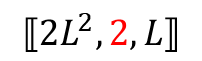 ⟦2L², 2, L⟧